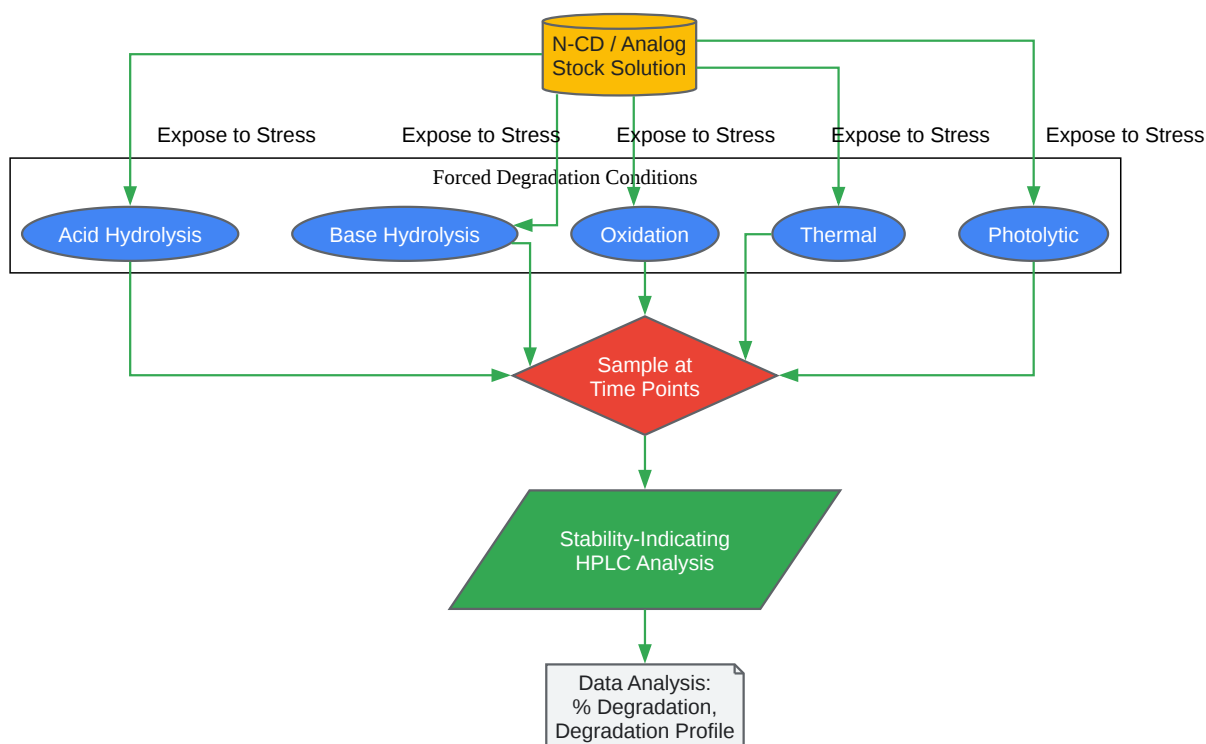 N-CD / Analog
Stock Solution
Expose to Stress
Expose to Stress
Expose to Stress
Expose to Stress
Expose to Stress
Forced Degradation Conditions
Acid Hydrolysis
Base Hydrolysis
Oxidation
Thermal
Photolytic
Sample at
Time Points
Stability-Indicating
HPLC Analysis
Data Analysis:
% Degradation,
Degradation Profile